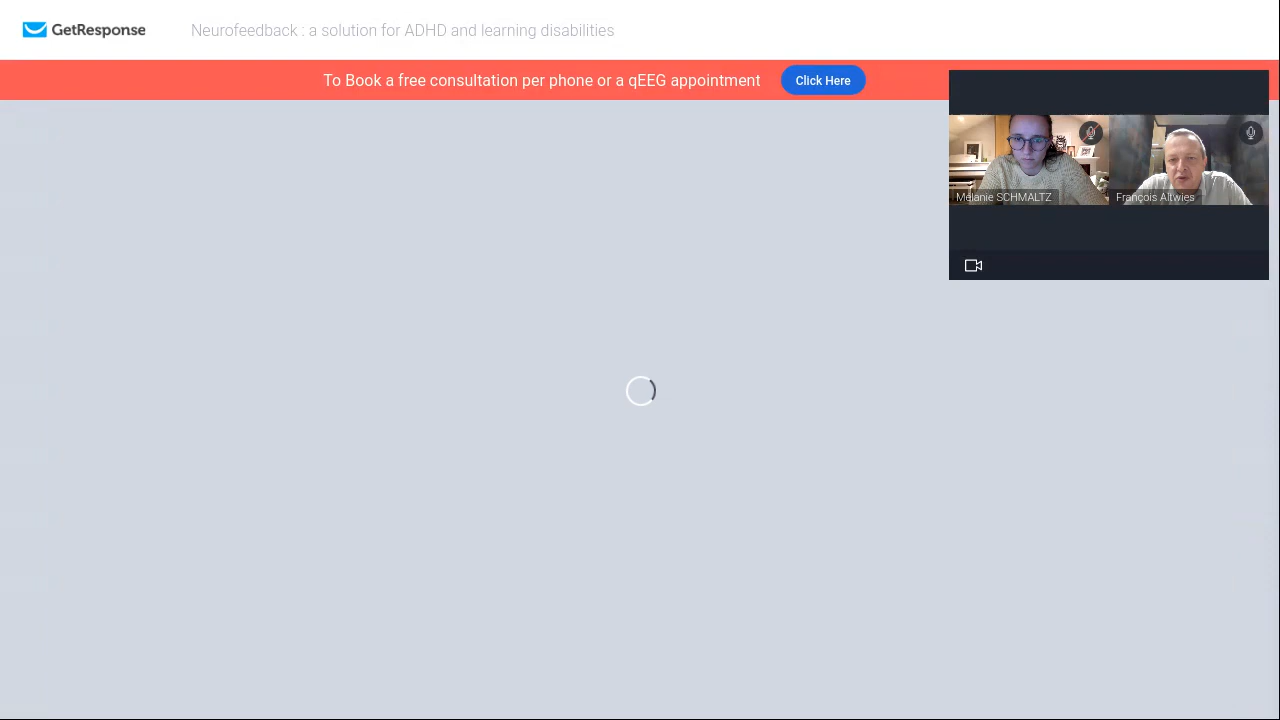 GetResponse
Neurofeedback : a solution for ADHD and learning disabilities
To Book a free consultation per phone or a qEEG appointment
Click Here
Mélanie SCHMALTZ
François Altwies